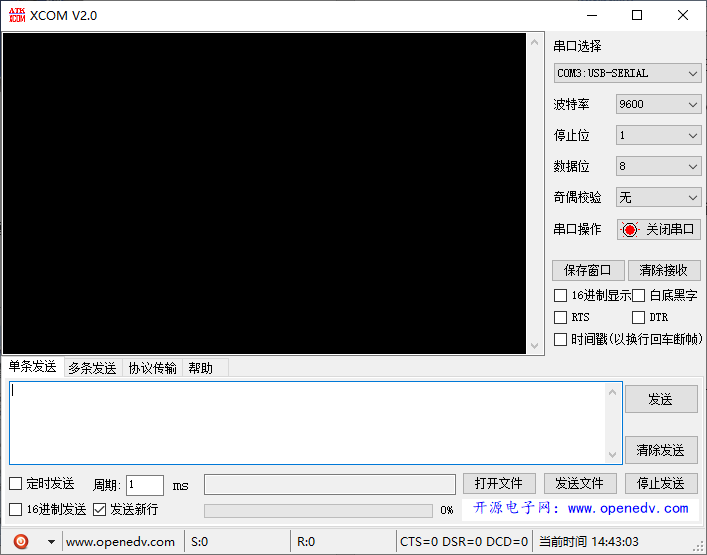 ATK XCOM XCOM V2.0
串口选择
COM3:USB-SERIAL
波特率 9600
停止位 1
数据位 8
奇偶校验 无
串口操作 关闭串口
保存窗口 清除接收
16进制显示 白底黑字
RTS DTR
时间戳(以换行回车断帧)
单条发送 多条发送 协议传输 帮助
发送
清除发送
定时发送 周期: 1 ms 打开文件 发送文件 停止发送
16进制发送 发送新行 0% 开源电子网: www.openedv.com
www.openedv.com S:0 R:0 CTS=0 DSR=0 DCD=0 当前时间 14:43:03